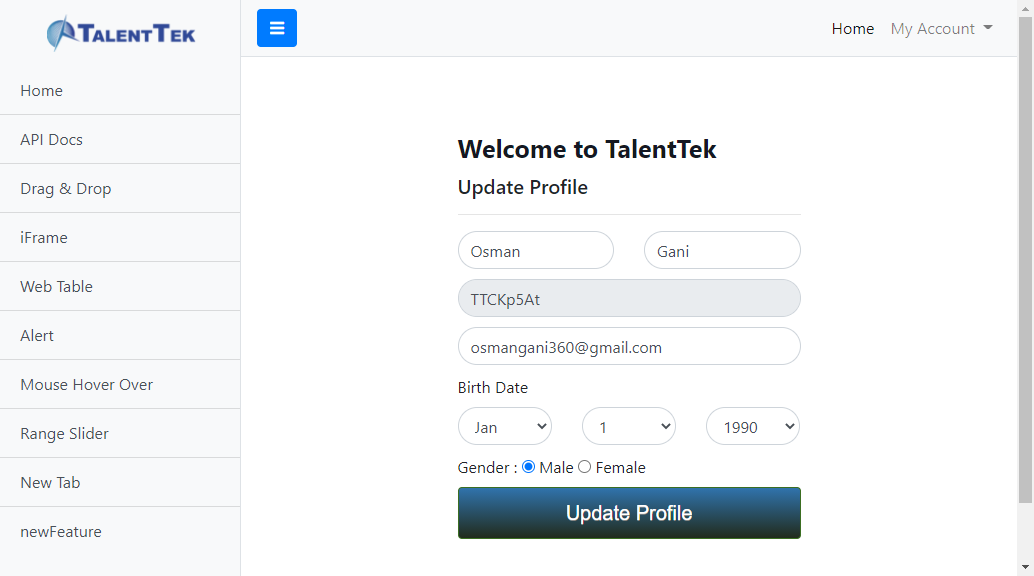 TALENTTEK
Home
API Docs
Drag & Drop
iFrame
Web Table
Alert
Mouse Hover Over
Range Slider
New Tab
newFeature
Home My Account
Welcome to TalentTek
Update Profile
Osman Gani
TTCKp5At
osmangani360@gmail.com
Birth Date
Jan 1 1990
Gender : Male Female
Update Profile